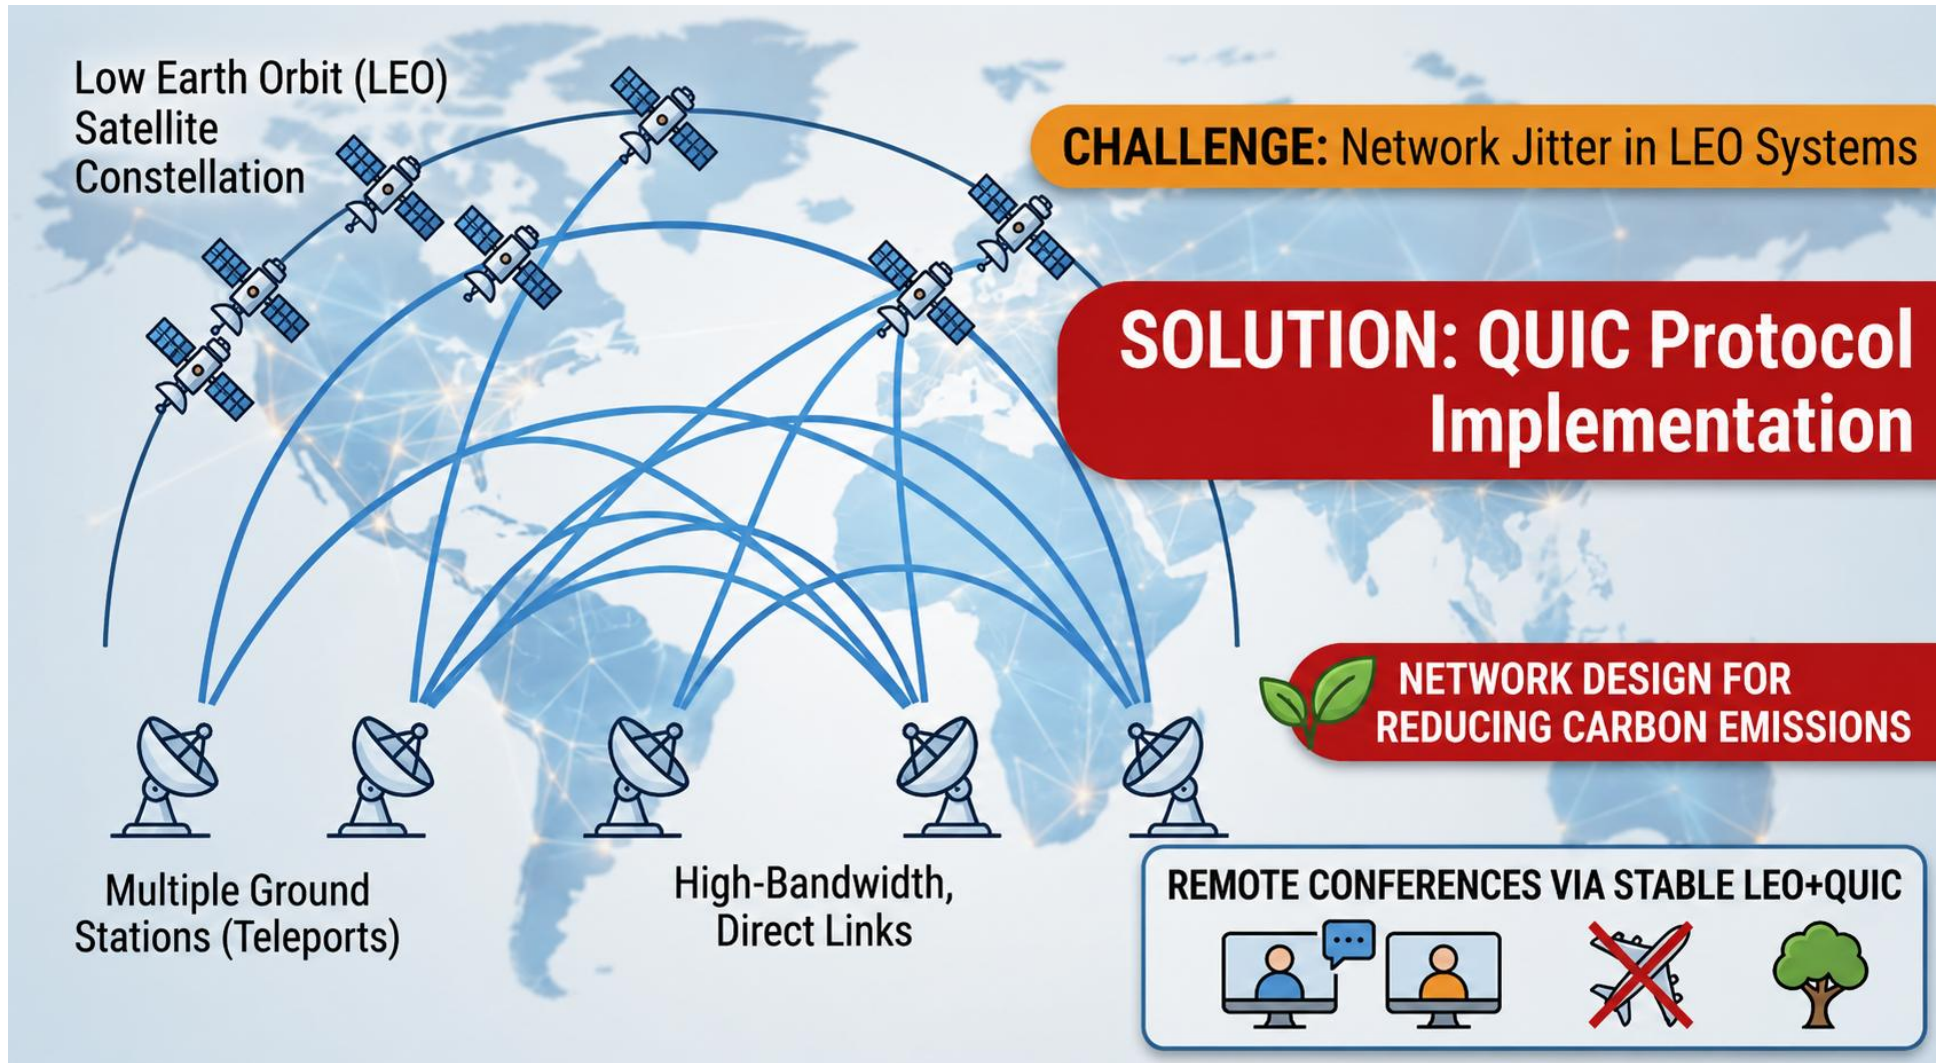 Low Earth Orbit (LEO)
Satellite
Constellation
CHALLENGE: Network Jitter in LEO Systems
SOLUTION: QUIC Protocol
Implementation
NETWORK DESIGN FOR
REDUCING CARBON EMISSIONS
Multiple Ground
Stations (Teleports)
High-Bandwidth,
Direct Links
REMOTE CONFERENCES VIA STABLE LEO+QUIC